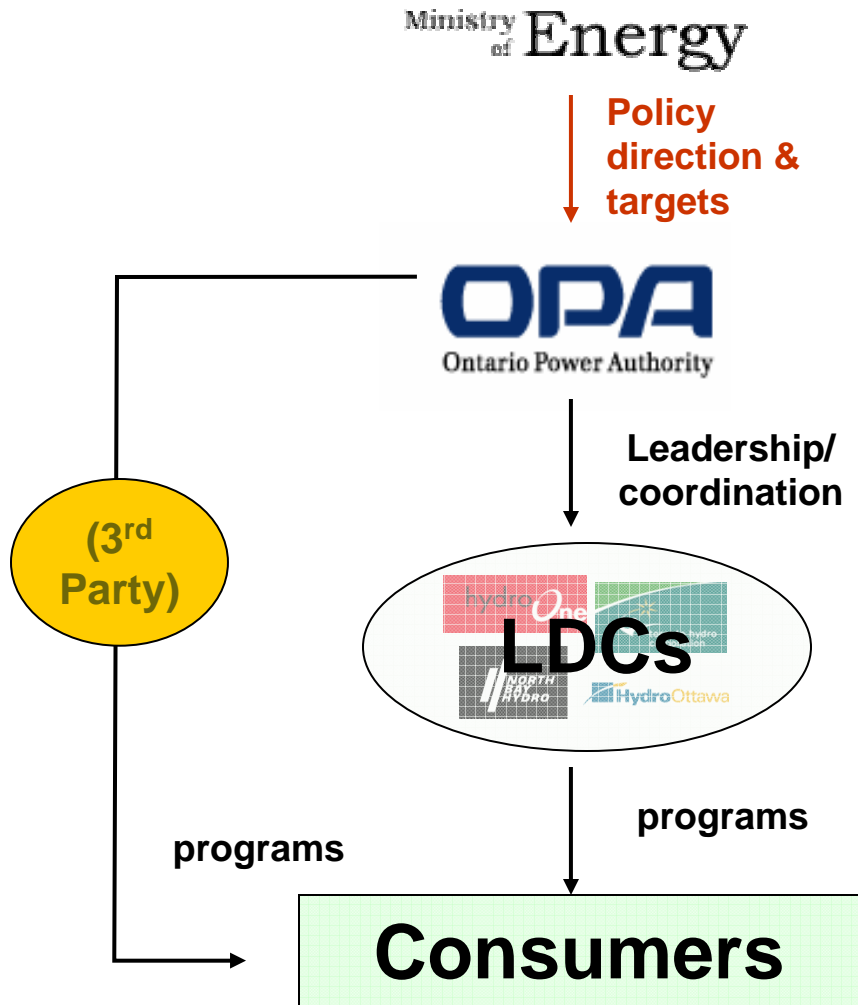 Ministry
of Energy
Policy
direction &
targets
OPA
Ontario Power Authority
Leadership/
coordination
(3rd
Party)
hydroOne
LDCs
hydro
NORTH
BAY
HYDRO
HydroOttawa
programs
programs
Consumers